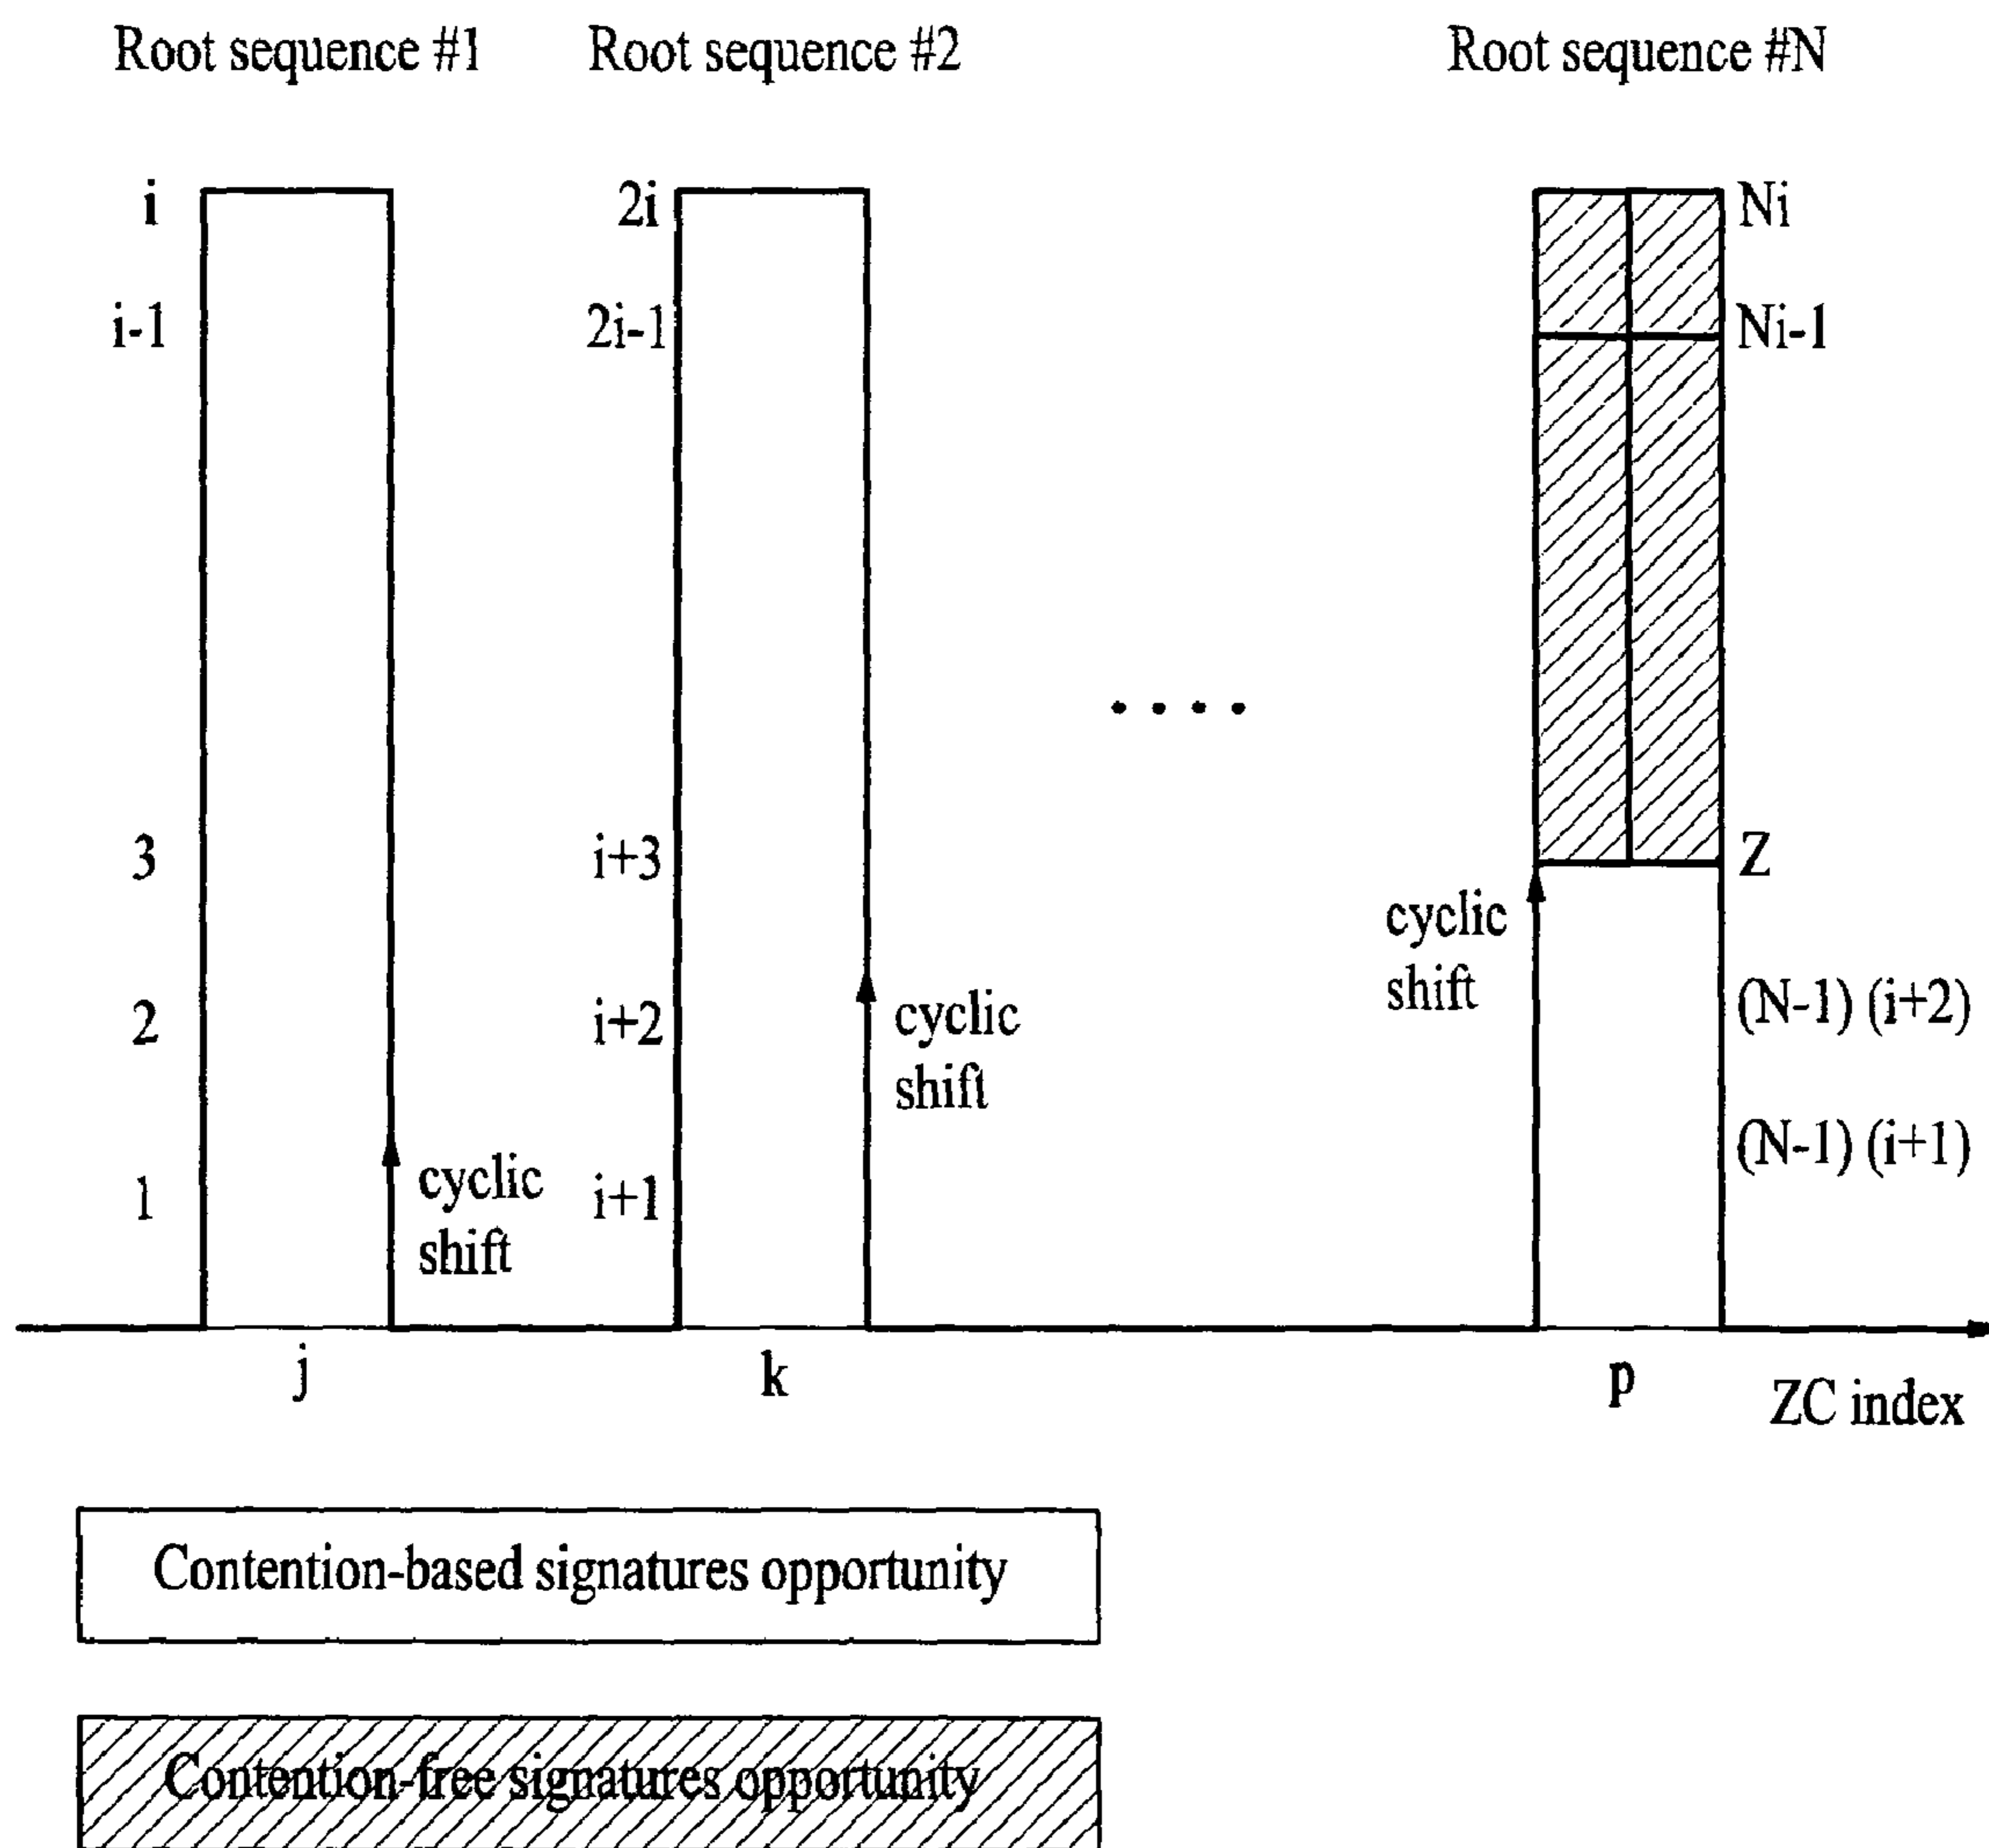 Root sequence #1
Root sequence #2
Root sequence #N
i
i-1
3
2
1
cyclic
shift
2i
2i-1
i+3
i+2
i+1
cyclic
shift
cyclic
shift
Ni
Ni-1
Z
(N-1) (i+2)
(N-1) (i+1)
j
k
p
ZC index
Contention-based signatures opportunity
Contention-free signatures opportunity